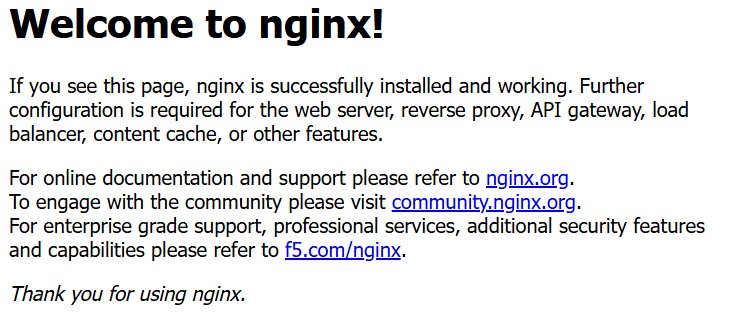 Welcome to nginx!
If you see this page, nginx is successfully installed and working. Further
configuration is required for the web server, reverse proxy, API gateway, load
balancer, content cache, or other features.
For online documentation and support please refer to nginx.org.
To engage with the community please visit community.nginx.org.
For enterprise grade support, professional services, additional security features
and capabilities please refer to f5.com/nginx.
Thank you for using nginx.